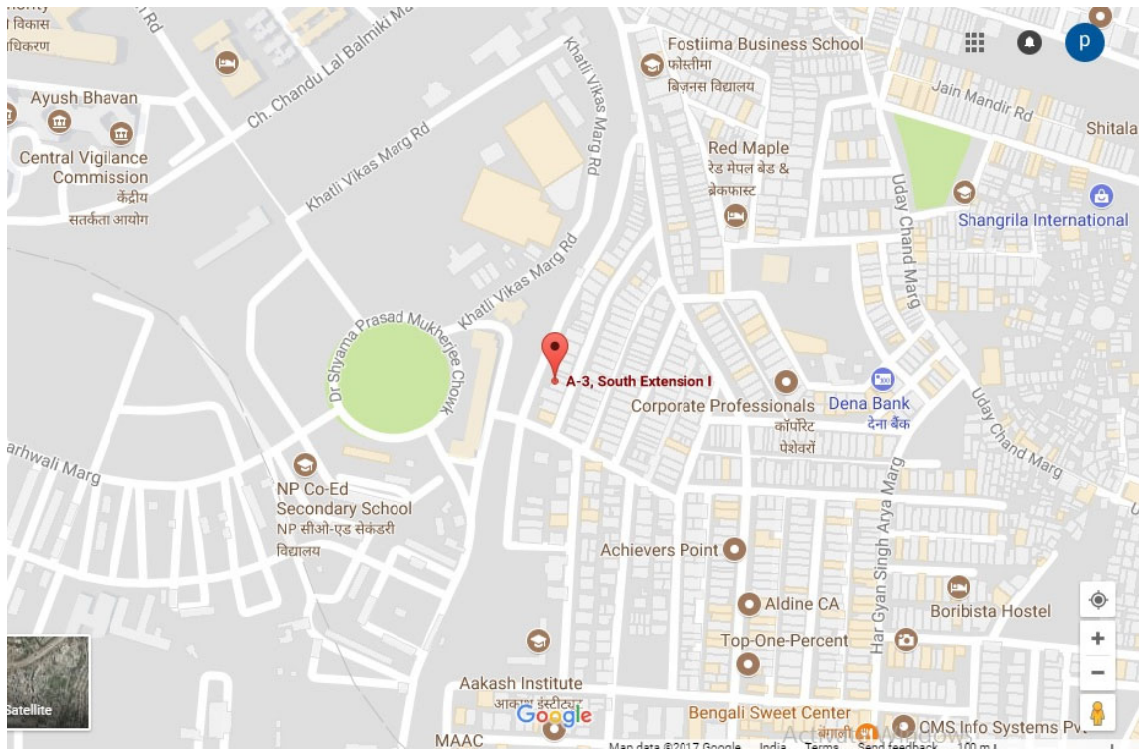 विकास
धिकरण
Ch. Chandu Lal Balmiki Ma
Rd
Khatli Vikas Marg Rd
Fostiima Business School
फोस्तीमा
बिज़नस विद्यालय
p
Jain Mandir Rd
Shitala
Ayush Bhavan
Central Vigilance
Commission
केंद्रीय
सतर्कता आयोग
Khatli Vikas Marg Rd
Red Maple
रेड मेपल बेड &
ब्रेकफास्ट
Uday Chand Marg
Shangrila International
Khatli Vikas Marg Rd
Dr Shyama Prasad Mukherjee Chowk
A-3, South Extension I
Corporate Professionals
कॉर्पोरेट
पेशेवरों
Dena Bank
देना बैंक
Uday Chand Marg
arhwali Marg
NP Co-Ed
Secondary School
NP सीओ-एड सेकंडरी
विद्यालय
Har Gyan Singh Arya Marg
Achievers Point
Aldine CA
Boribista Hostel
Top-One-Percent
Aakash Institute
आकाश इंस्टीट्यूट
Satellite
Google
Bengali Sweet Center
बंगाली
CMS Info Systems Pvt
MAAC
Activate Windows
Map data ©2017 Google India Terms Send feedback 100 m